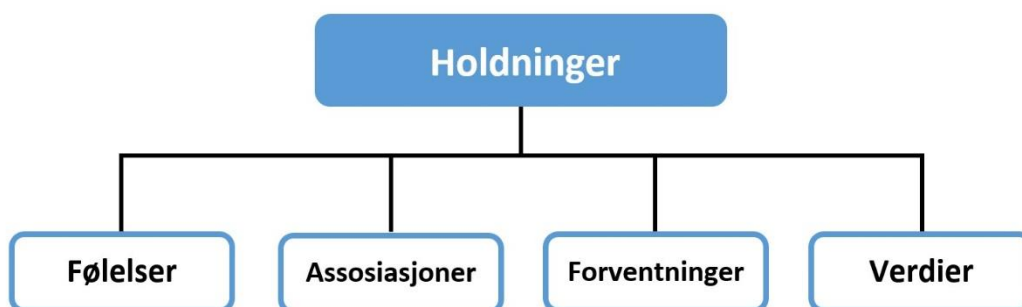 Holdninger
Følelser
Assosiasjoner
Forventninger
Verdier